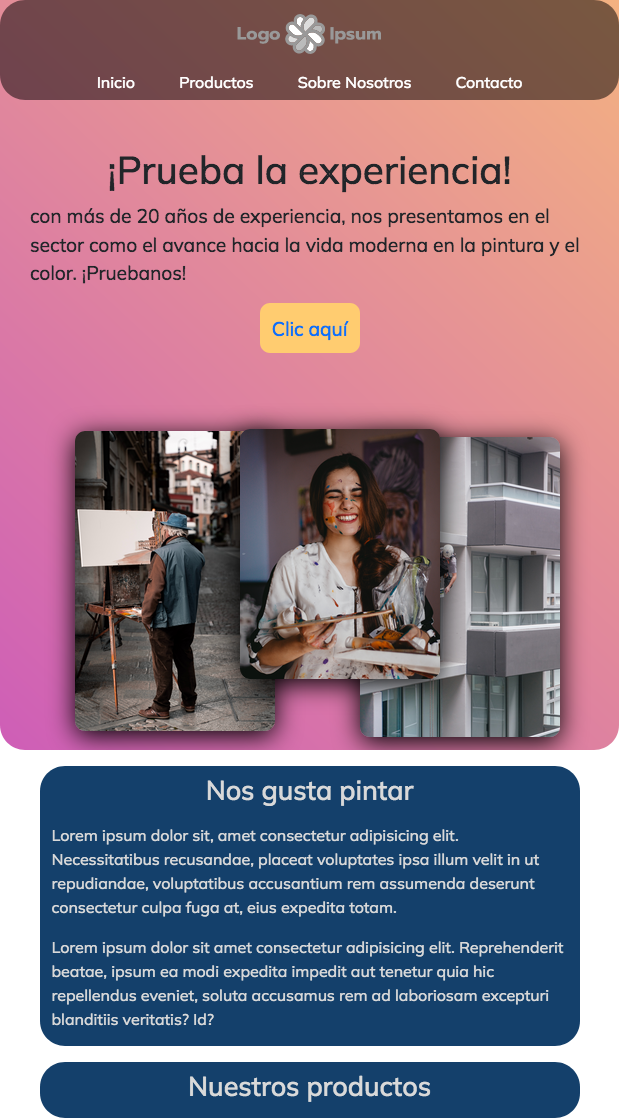 Logo Ipsum
Inicio Productos Sobre Nosotros Contacto
¡Prueba la experiencia!
con más de 20 años de experiencia, nos presentamos en el
sector como el avance hacia la vida moderna en la pintura y el
color. ¡Pruebanos!
Clic aquí
Nos gusta pintar
Lorem ipsum dolor sit, amet consectetur adipisicing elit.
Necessitatibus recusandae, placeat voluptates ipsa illum velit in ut
repudiandae, voluptatibus accusantium rem assumenda deserunt
consectetur culpa fuga at, eius expedita totam.
Lorem ipsum dolor sit amet consectetur adipisicing elit. Reprehenderit
beatae, ipsum ea modi expedita impedit aut tenetur quia hic
repellendus eveniet, soluta accusamus rem ad laboriosam excepturi
blanditiis veritatis? Id?
Nuestros productos